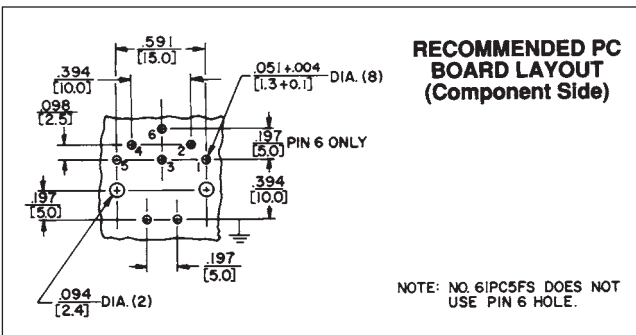 RECOMMENDED PC
BOARD LAYOUT
(Component Side)
.591
[15.0]
.394
[10.0]
.051+.004
[1.3+0.1] DIA. (8)
.098
[2.5]
6
4
2
5
3
1
.197
[5.0] PIN 6 ONLY
.394
[10.0]
.197
[5.0]
.197
[5.0]
.094
[2.4] DIA. (2)
NOTE: NO. 61PC5FS DOES NOT
USE PIN 6 HOLE.